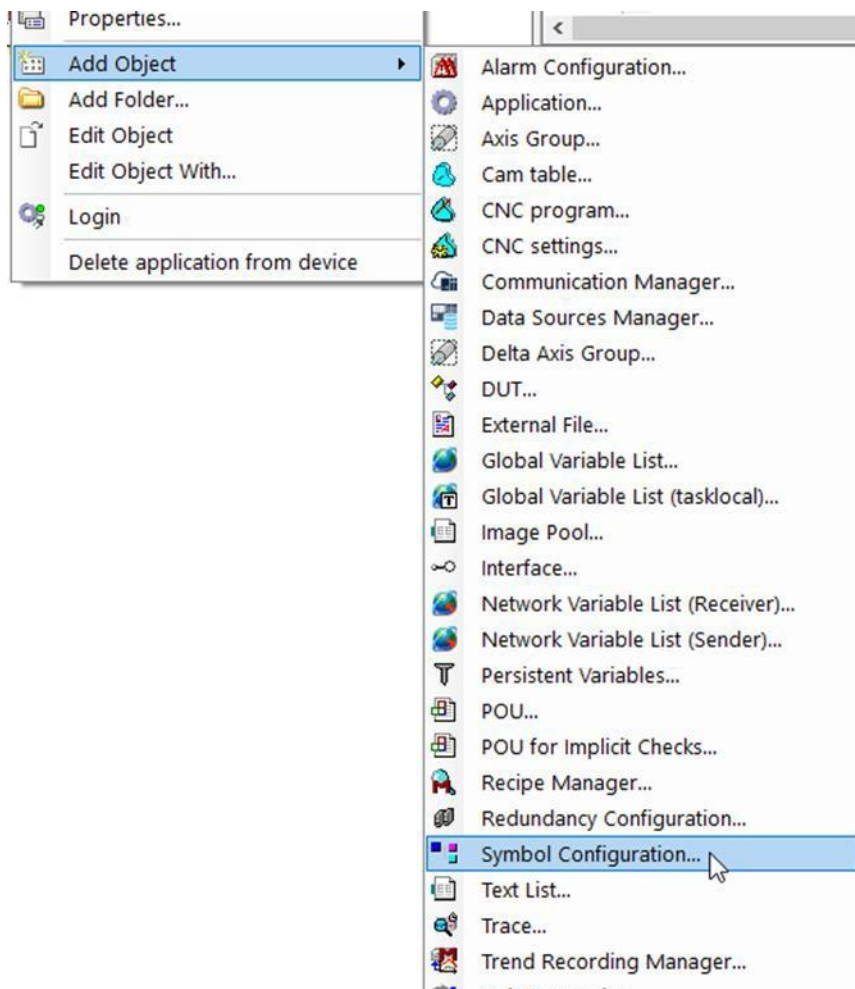 Properties...
Add Object
Add Folder...
Edit Object
Edit Object With...
Login
Delete application from device
Alarm Configuration...
Application...
Axis Group...
Cam table...
CNC program...
CNC settings...
Communication Manager...
Data Sources Manager...
Delta Axis Group...
DUT...
External File...
Global Variable List...
Global Variable List (tasklocal)...
Image Pool...
Interface...
Network Variable List (Receiver)...
Network Variable List (Sender)...
Persistent Variables...
POU...
POU for Implicit Checks...
Recipe Manager...
Redundancy Configuration...
Symbol Configuration...
Text List...
Trace...
Trend Recording Manager...